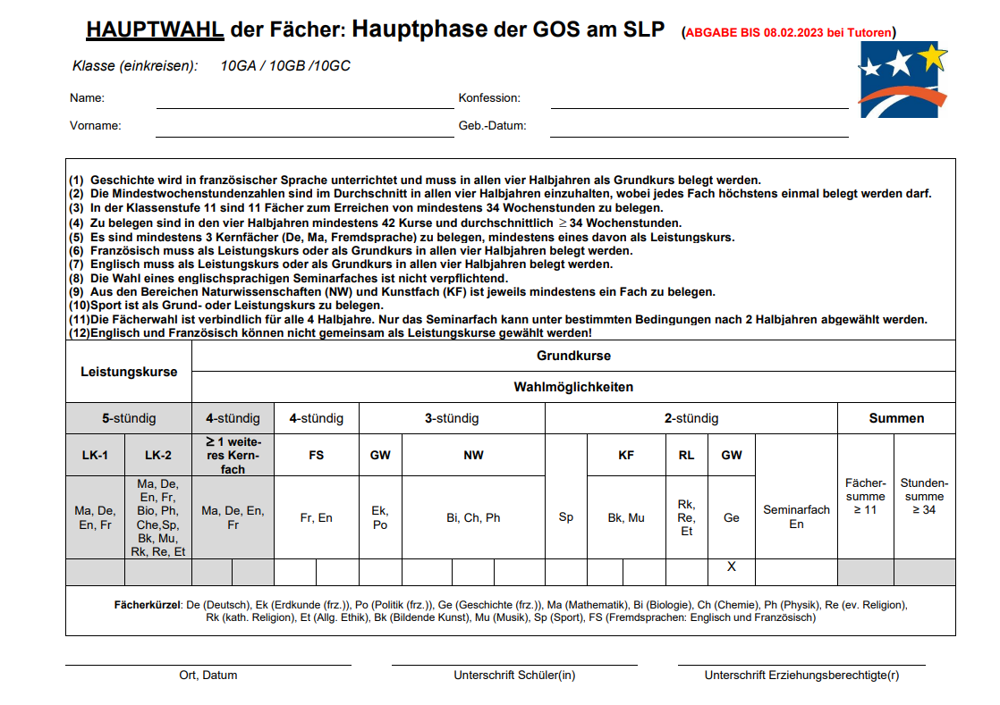 HAUPTWAHL der Fächer: Hauptphase der GOS am SLP (ABGABE BIS 08.02.2023 bei Tutoren)
Klasse (einkreisen): 10GA / 10GB /10GC
Name: Konfession:
Vorname: Geb.-Datum:
(1) Geschichte wird in französischer Sprache unterrichtet und muss in allen vier Halbjahren als Grundkurs belegt werden.
(2) Die Mindestwochenstundenzahlen sind im Durchschnitt in allen vier Halbjahren einzuhalten, wobei jedes Fach höchstens einmal belegt werden darf.
(3) In der Klassenstufe 11 sind 11 Fächer zum Erreichen von mindestens 34 Wochenstunden zu belegen.
(4) Zu belegen sind in den vier Halbjahren mindestens 42 Kurse und durchschnittlich ≥ 34 Wochenstunden.
(5) Es sind mindestens 3 Kernfächer (De, Ma, Fremdsprache) zu belegen, mindestens eines davon als Leistungskurs.
(6) Französisch muss als Leistungskurs oder als Grundkurs in allen vier Halbjahren belegt werden.
(7) Englisch muss als Leistungskurs oder als Grundkurs in allen vier Halbjahren belegt werden.
(8) Die Wahl eines englischsprachigen Seminarfaches ist nicht verpflichtend.
(9) Aus den Bereichen Naturwissenschaften (NW) und Kunstfach (KF) ist jeweils mindestens ein Fach zu belegen.
(10)Sport ist als Grund- oder Leistungskurs zu belegen.
(11)Die Fächerwahl ist verbindlich für alle 4 Halbjahre. Nur das Seminarfach kann unter bestimmten Bedingungen nach 2 Halbjahren abgewählt werden.
(12)Englisch und Französisch können nicht gemeinsam als Leistungskurse gewählt werden!
Leistungskurse
Grundkurse
Wahlmöglichkeiten
5-stündig 4-stündig 4-stündig 3-stündig 2-stündig Summen
LK-1
LK-2
≥ 1 weite-
res Kern-
fach
FS
GW
NW
KF
RL
GW
Ma, De,
En, Fr
Ma, De,
En, Fr,
Bio, Ph,
Che,Sp,
Bk, Mu,
Rk, Re, Et
Ma, De, En,
Fr
Fr, En
Ek,
Po
Bi, Ch, Ph
Sp
Bk, Mu
Rk,
Re,
Et
Ge
Seminarfach
En
Fächer-
summe
≥ 11
Stunden-
summe
≥ 34
X
Fächerkürzel: De (Deutsch), Ek (Erdkunde (frz.)), Po (Politik (frz.)), Ge (Geschichte (frz.)), Ma (Mathematik), Bi (Biologie), Ch (Chemie), Ph (Physik), Re (ev. Religion),
Rk (kath. Religion), Et (Allg. Ethik), Bk (Bildende Kunst), Mu (Musik), Sp (Sport), FS (Fremdsprachen: Englisch und Französisch)
Ort, Datum Unterschrift Schüler(in) Unterschrift Erziehungsberechtigte(r)